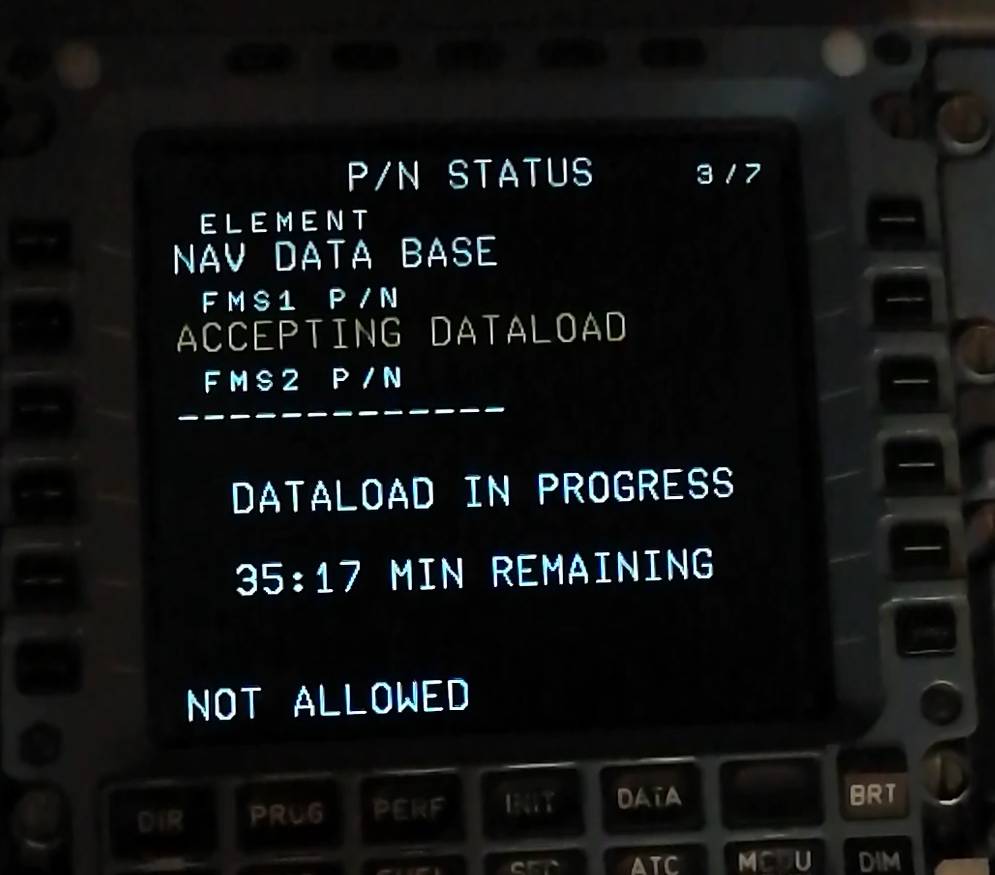 P/N STATUS 3/7
ELEMENT
NAV DATA BASE
FMS1 P/N
ACCEPTING DATALOAD
FMS2 P/N
-------------
DATALOAD IN PROGRESS
35:17 MIN REMAINING
NOT ALLOWED
DIR PROG PERF INIT DATA BRT
ATC MCDU DIM